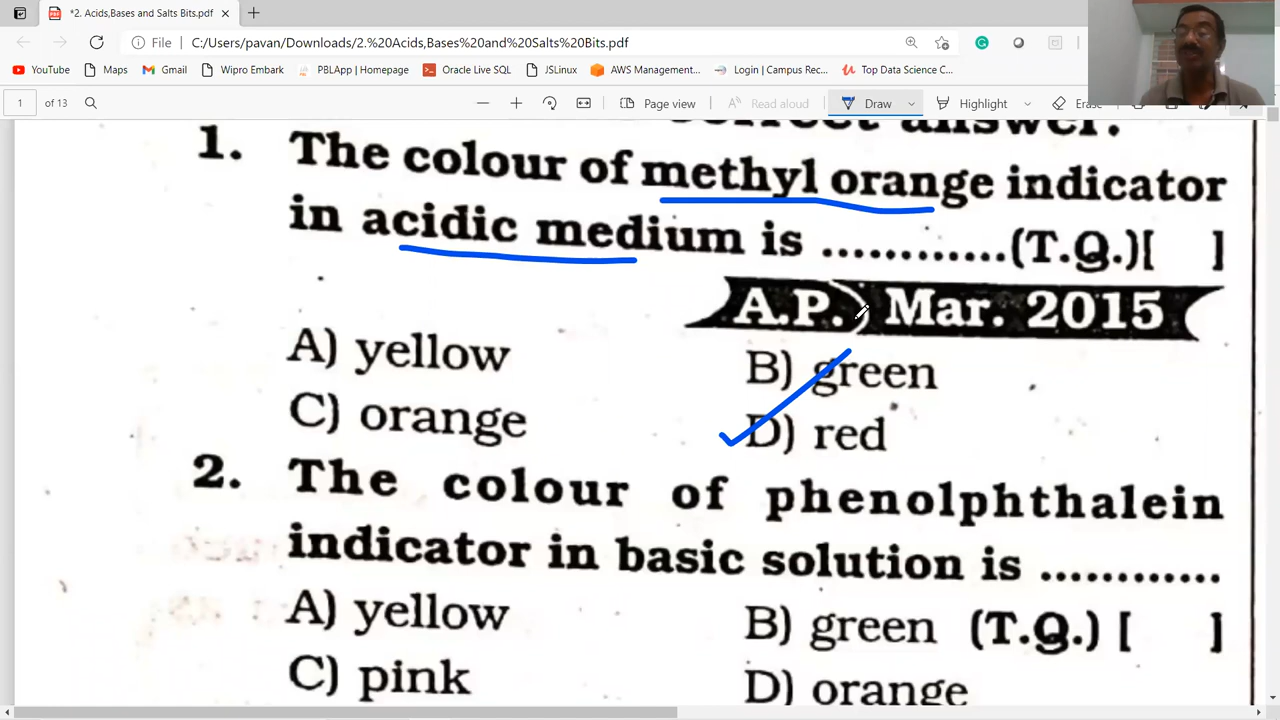 *2. Acids,Bases and Salts Bits.pdf
File C:/Users/pavan/Downloads/2.%20Acids,Bases%20and%20Salts%20Bits.pdf
YouTube Maps Gmail Wipro Embark PBLApp | Homepage Online SQL JSLinux AWS Management... Login | Campus Rec... Top Data Science C...
1 of 13 Page view Read aloud Draw Highlight Erase
correct answer.
1. The colour of methyl orange indicator
in acidic medium is ............(T.Q.)[ ]
A.P. Mar. 2015
A) yellow B) green
C) orange D) red
2. The colour of phenolphthalein
indicator in basic solution is ............
A) yellow B) green (T.Q.) [ ]
C) pink D) orange